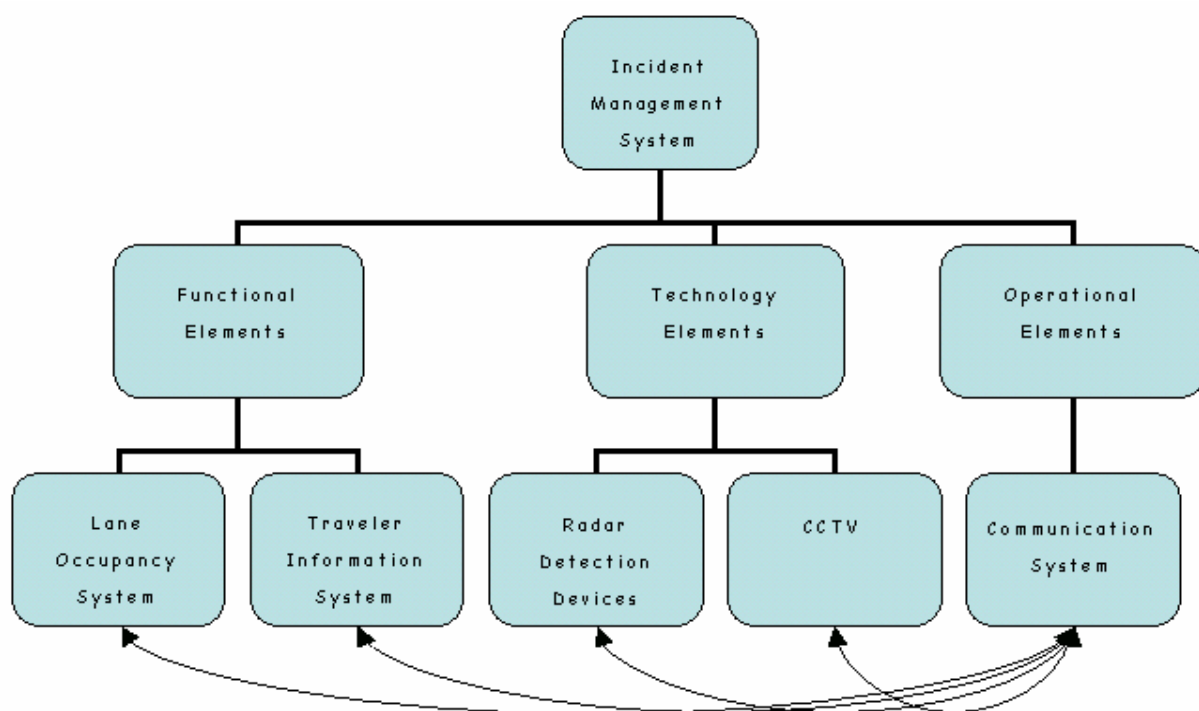 Incident
Management
System
Functional
Elements
Technology
Elements
Operational
Elements
Lane
Occupancy
System
Traveler
Information
System
Radar
Detection
Devices
CCTV
Communication
System